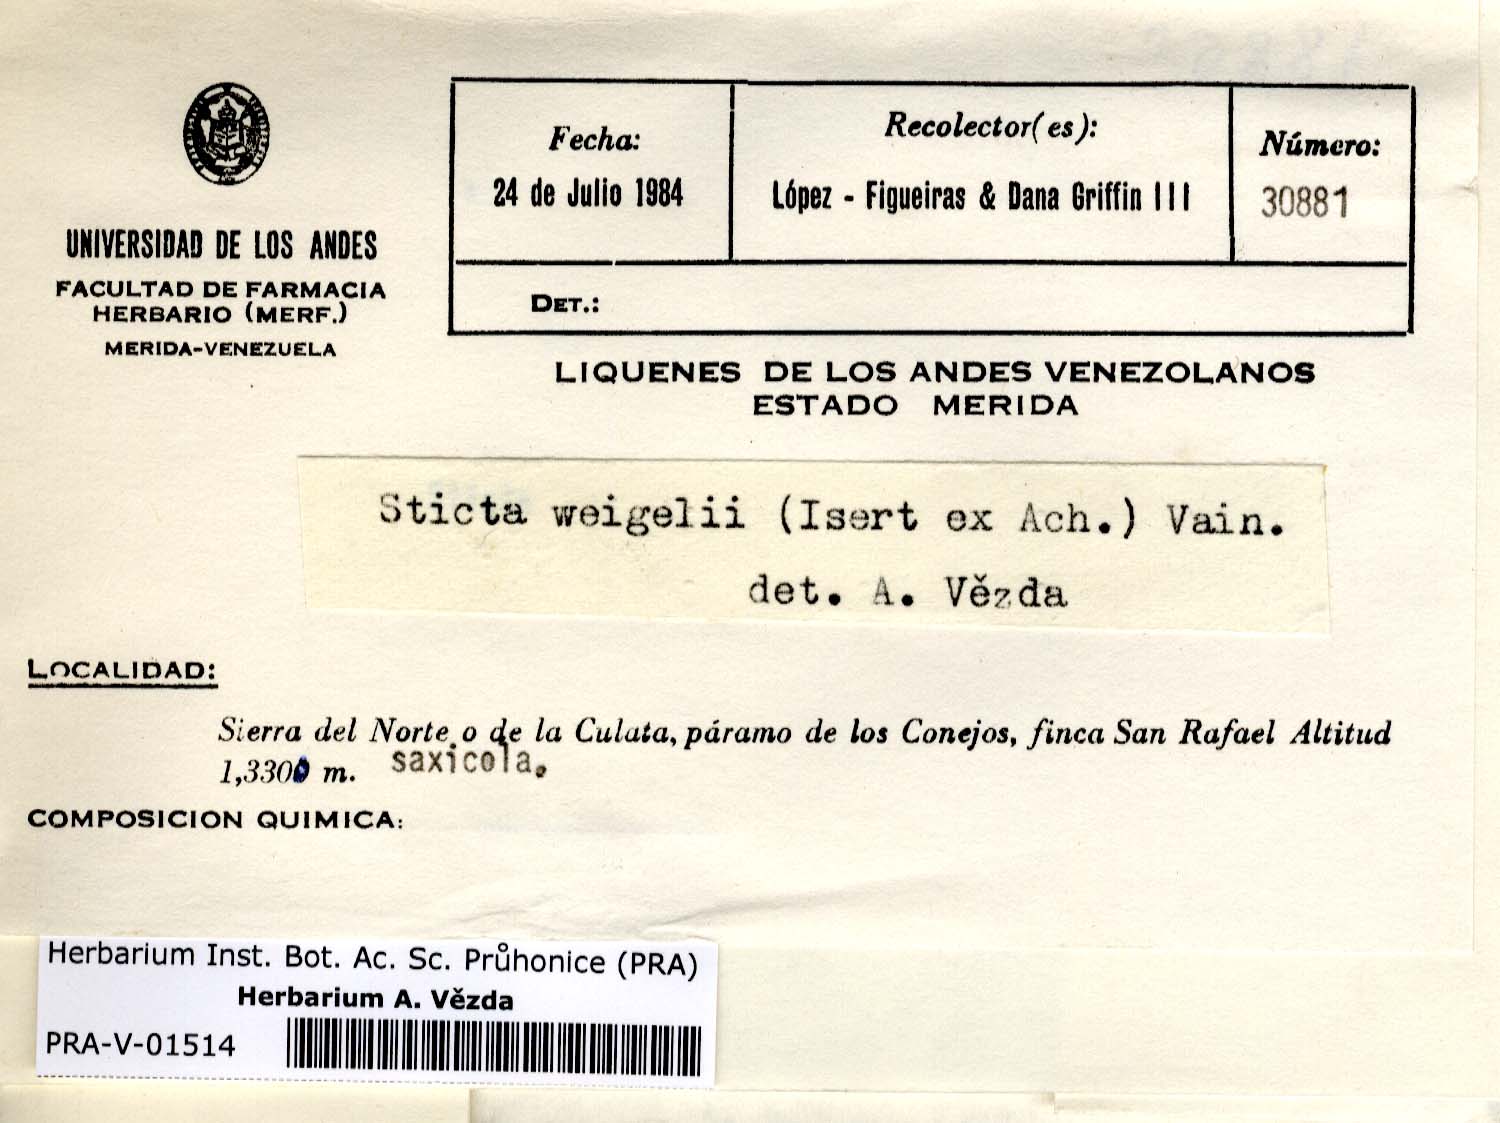 Fecha:
24 de Julio 1984
Recolector(es):
López - Figueiras & Dana Griffin III
Número:
30881
DET.:
UNIVERSIDAD DE LOS ANDES
FACULTAD DE FARMACIA
HERBARIO (MERF.)
MERIDA-VENEZUELA
LIQUENES DE LOS ANDES VENEZOLANOS
ESTADO MERIDA
Sticta weigelii (Isert ex Ach.) Vain.
det. A. Vězda
LOCALIDAD:
Sierra del Norte o de la Culata, páramo de los Conejos, finca San Rafael Altitud
1,3300 m. saxicola.
COMPOSICION QUIMICA:
Herbarium Inst. Bot. Ac. Sc. Průhonice (PRA)
Herbarium A. Vězda
PRA-V-01514